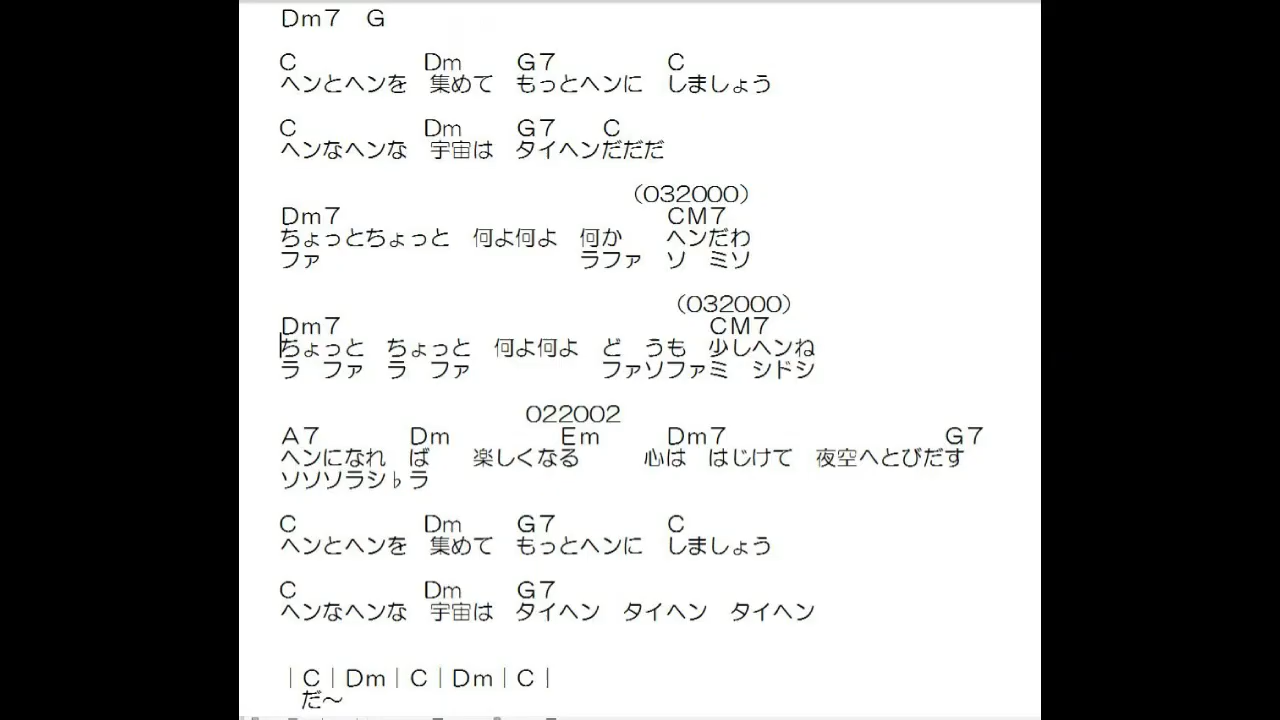 Dm7 G
C Dm G7 C
ヘンとヘンを 集めて もっとヘンに しましょう
C Dm G7 C
ヘンなヘンな 宇宙は タイヘンだだだ
(032000)
Dm7 CM7
ちょっとちょっと 何よ何よ 何か ヘンだわ
ファ ラファ ソ ミソ
(032000)
Dm7 CM7
ちょっと ちょっと 何よ何よ ど うも 少しヘンね
ラ ファ ラ ファ ファソファミ シドシ
022002
A7 Dm Em Dm7 G7
ヘンになれ ば 楽しくなる 心は はじけて 夜空へとびだす
ソソソラシ♭ラ
C Dm G7 C
ヘンとヘンを 集めて もっとヘンに しましょう
C Dm G7
ヘンなヘンな 宇宙は タイヘン タイヘン タイヘン
|C|Dm|C|Dm|C|
だ～